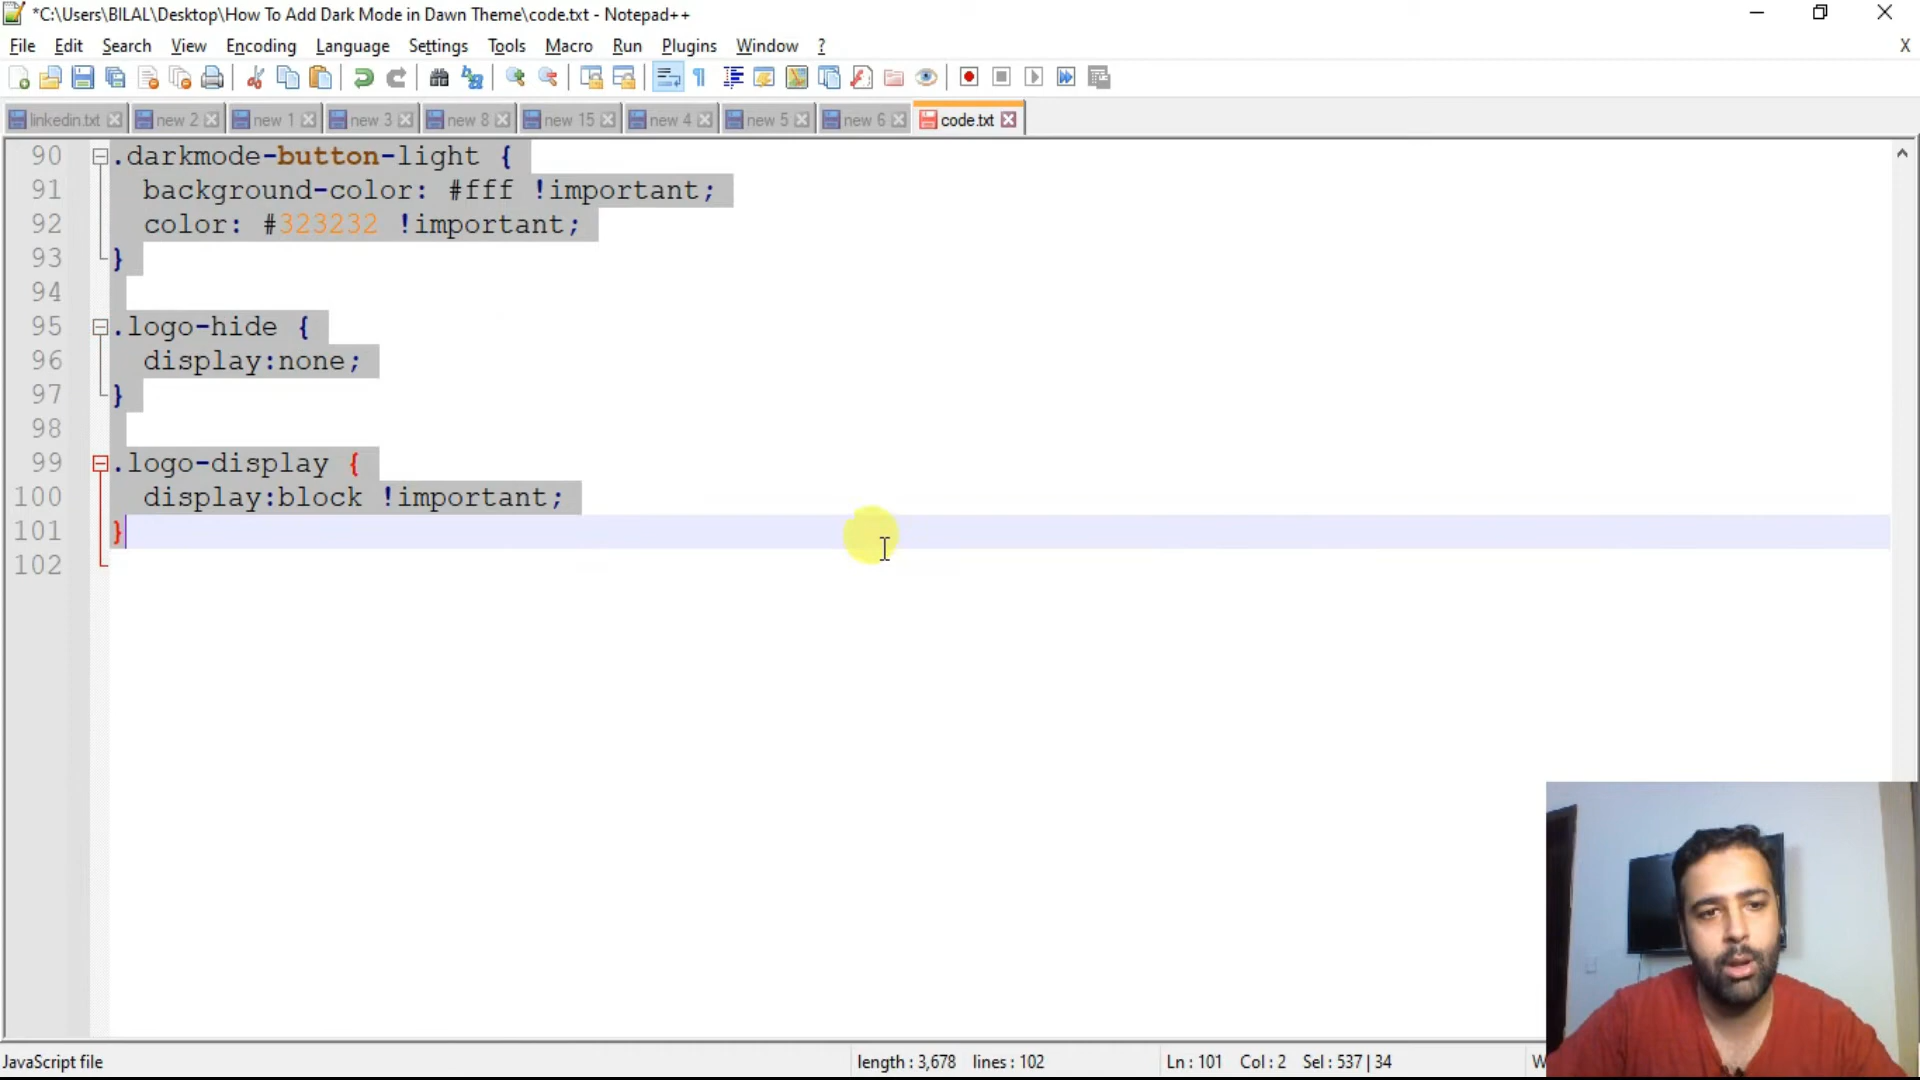 *C:\Users\BILAL\Desktop\How To Add Dark Mode in Dawn Theme\code.txt - Notepad++
File Edit Search View Encoding Language Settings Tools Macro Run Plugins Window ? X
linkedin.txt new 2 new 1 new 3 new 8 new 15 new 4 new 5 new 6 code.txt
90 .darkmode-button-light {
91 background-color: #fff !important;
92 color: #323232 !important;
93 }
94
95 .logo-hide {
96 display:none;
97 }
98
99 .logo-display {
100 display:block !important;
101 }
102
JavaScript file length : 3,678 lines : 102 Ln : 101 Col : 2 Sel : 537 | 34 W